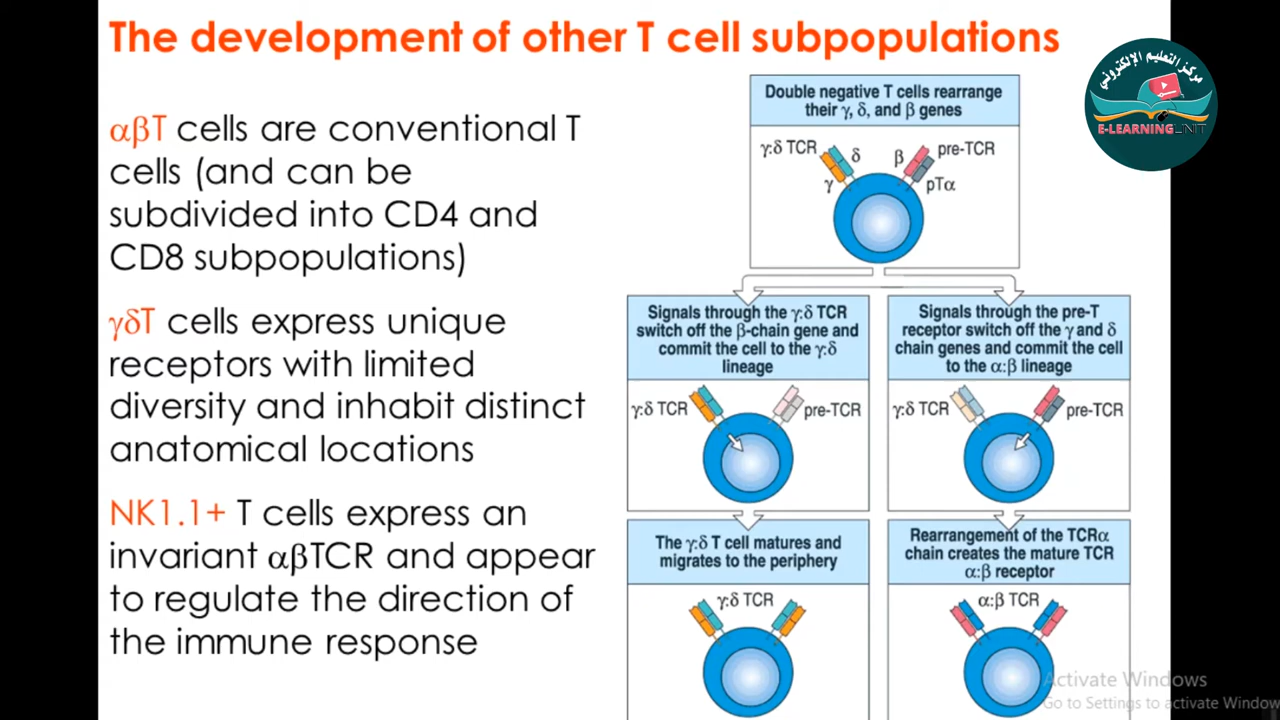 The development of other T cell subpopulations
αβT cells are conventional T
cells (and can be
subdivided into CD4 and
CD8 subpopulations)
γδT cells express unique
receptors with limited
diversity and inhabit distinct
anatomical locations
NK1.1+ T cells express an
invariant αβTCR and appear
to regulate the direction of
the immune response
Double negative T cells rearrange
their γ, δ, and β genes
γ:δ TCR
δ
β
pre-TCR
γ
pTα
Signals through the γ:δ TCR
switch off the β-chain gene and
commit the cell to the γ:δ
lineage
γ:δ TCR
pre-TCR
Signals through the pre-T
receptor switch off the γ and δ
chain genes and commit the cell
to the α:β lineage
γ:δ TCR
pre-TCR
The γ:δ T cell matures and
migrates to the periphery
γ:δ TCR
Rearrangement of the TCRα
chain creates the mature TCR
α:β receptor
α:β TCR
مركز التعليم الإلكتروني
E-LEARNING UNIT
Activate Windows
Go to Settings to activate Window